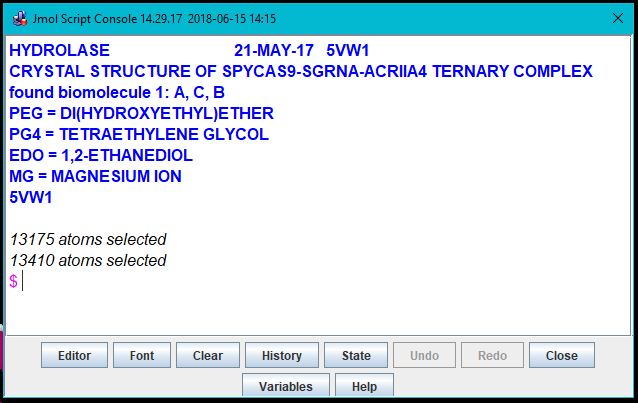 Jmol Script Console 14.29.17  2018-06-15 14:15
HYDROLASE                    21-MAY-17   5VW1
CRYSTAL STRUCTURE OF SPYCAS9-SGRNA-ACRIIA4 TERNARY COMPLEX
found biomolecule 1: A, C, B
PEG = DI(HYDROXYETHYL)ETHER
PG4 = TETRAETHYLENE GLYCOL
EDO = 1,2-ETHANEDIOL
MG = MAGNESIUM ION
5VW1
13175 atoms selected
13410 atoms selected
$
Editor Font Clear History State Undo Redo Close
Variables Help